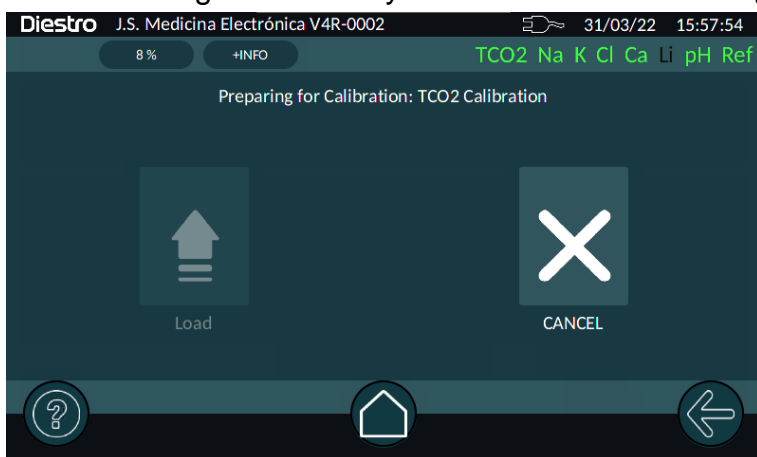 Diestro J.S. Medicina Electrónica V4R-0002 31/03/22 15:57:54
8 % +INFO TCO2 Na K Cl Ca Li pH Ref
Preparing for Calibration: TCO2 Calibration
Load CANCEL
?